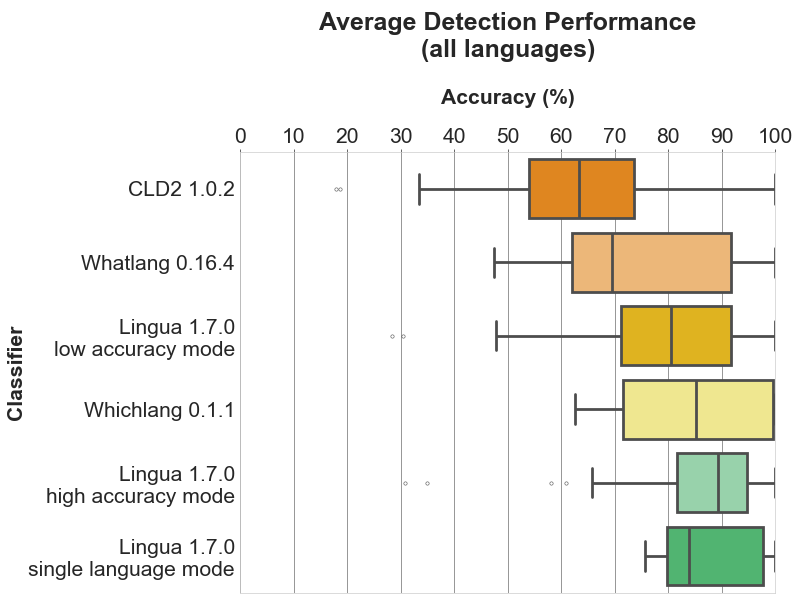 Average Detection Performance
(all languages)
Accuracy (%)
0 10 20 30 40 50 60 70 80 90 100
Classifier
CLD2 1.0.2
Whatlang 0.16.4
Lingua 1.7.0
low accuracy mode
Whichlang 0.1.1
Lingua 1.7.0
high accuracy mode
Lingua 1.7.0
single language mode